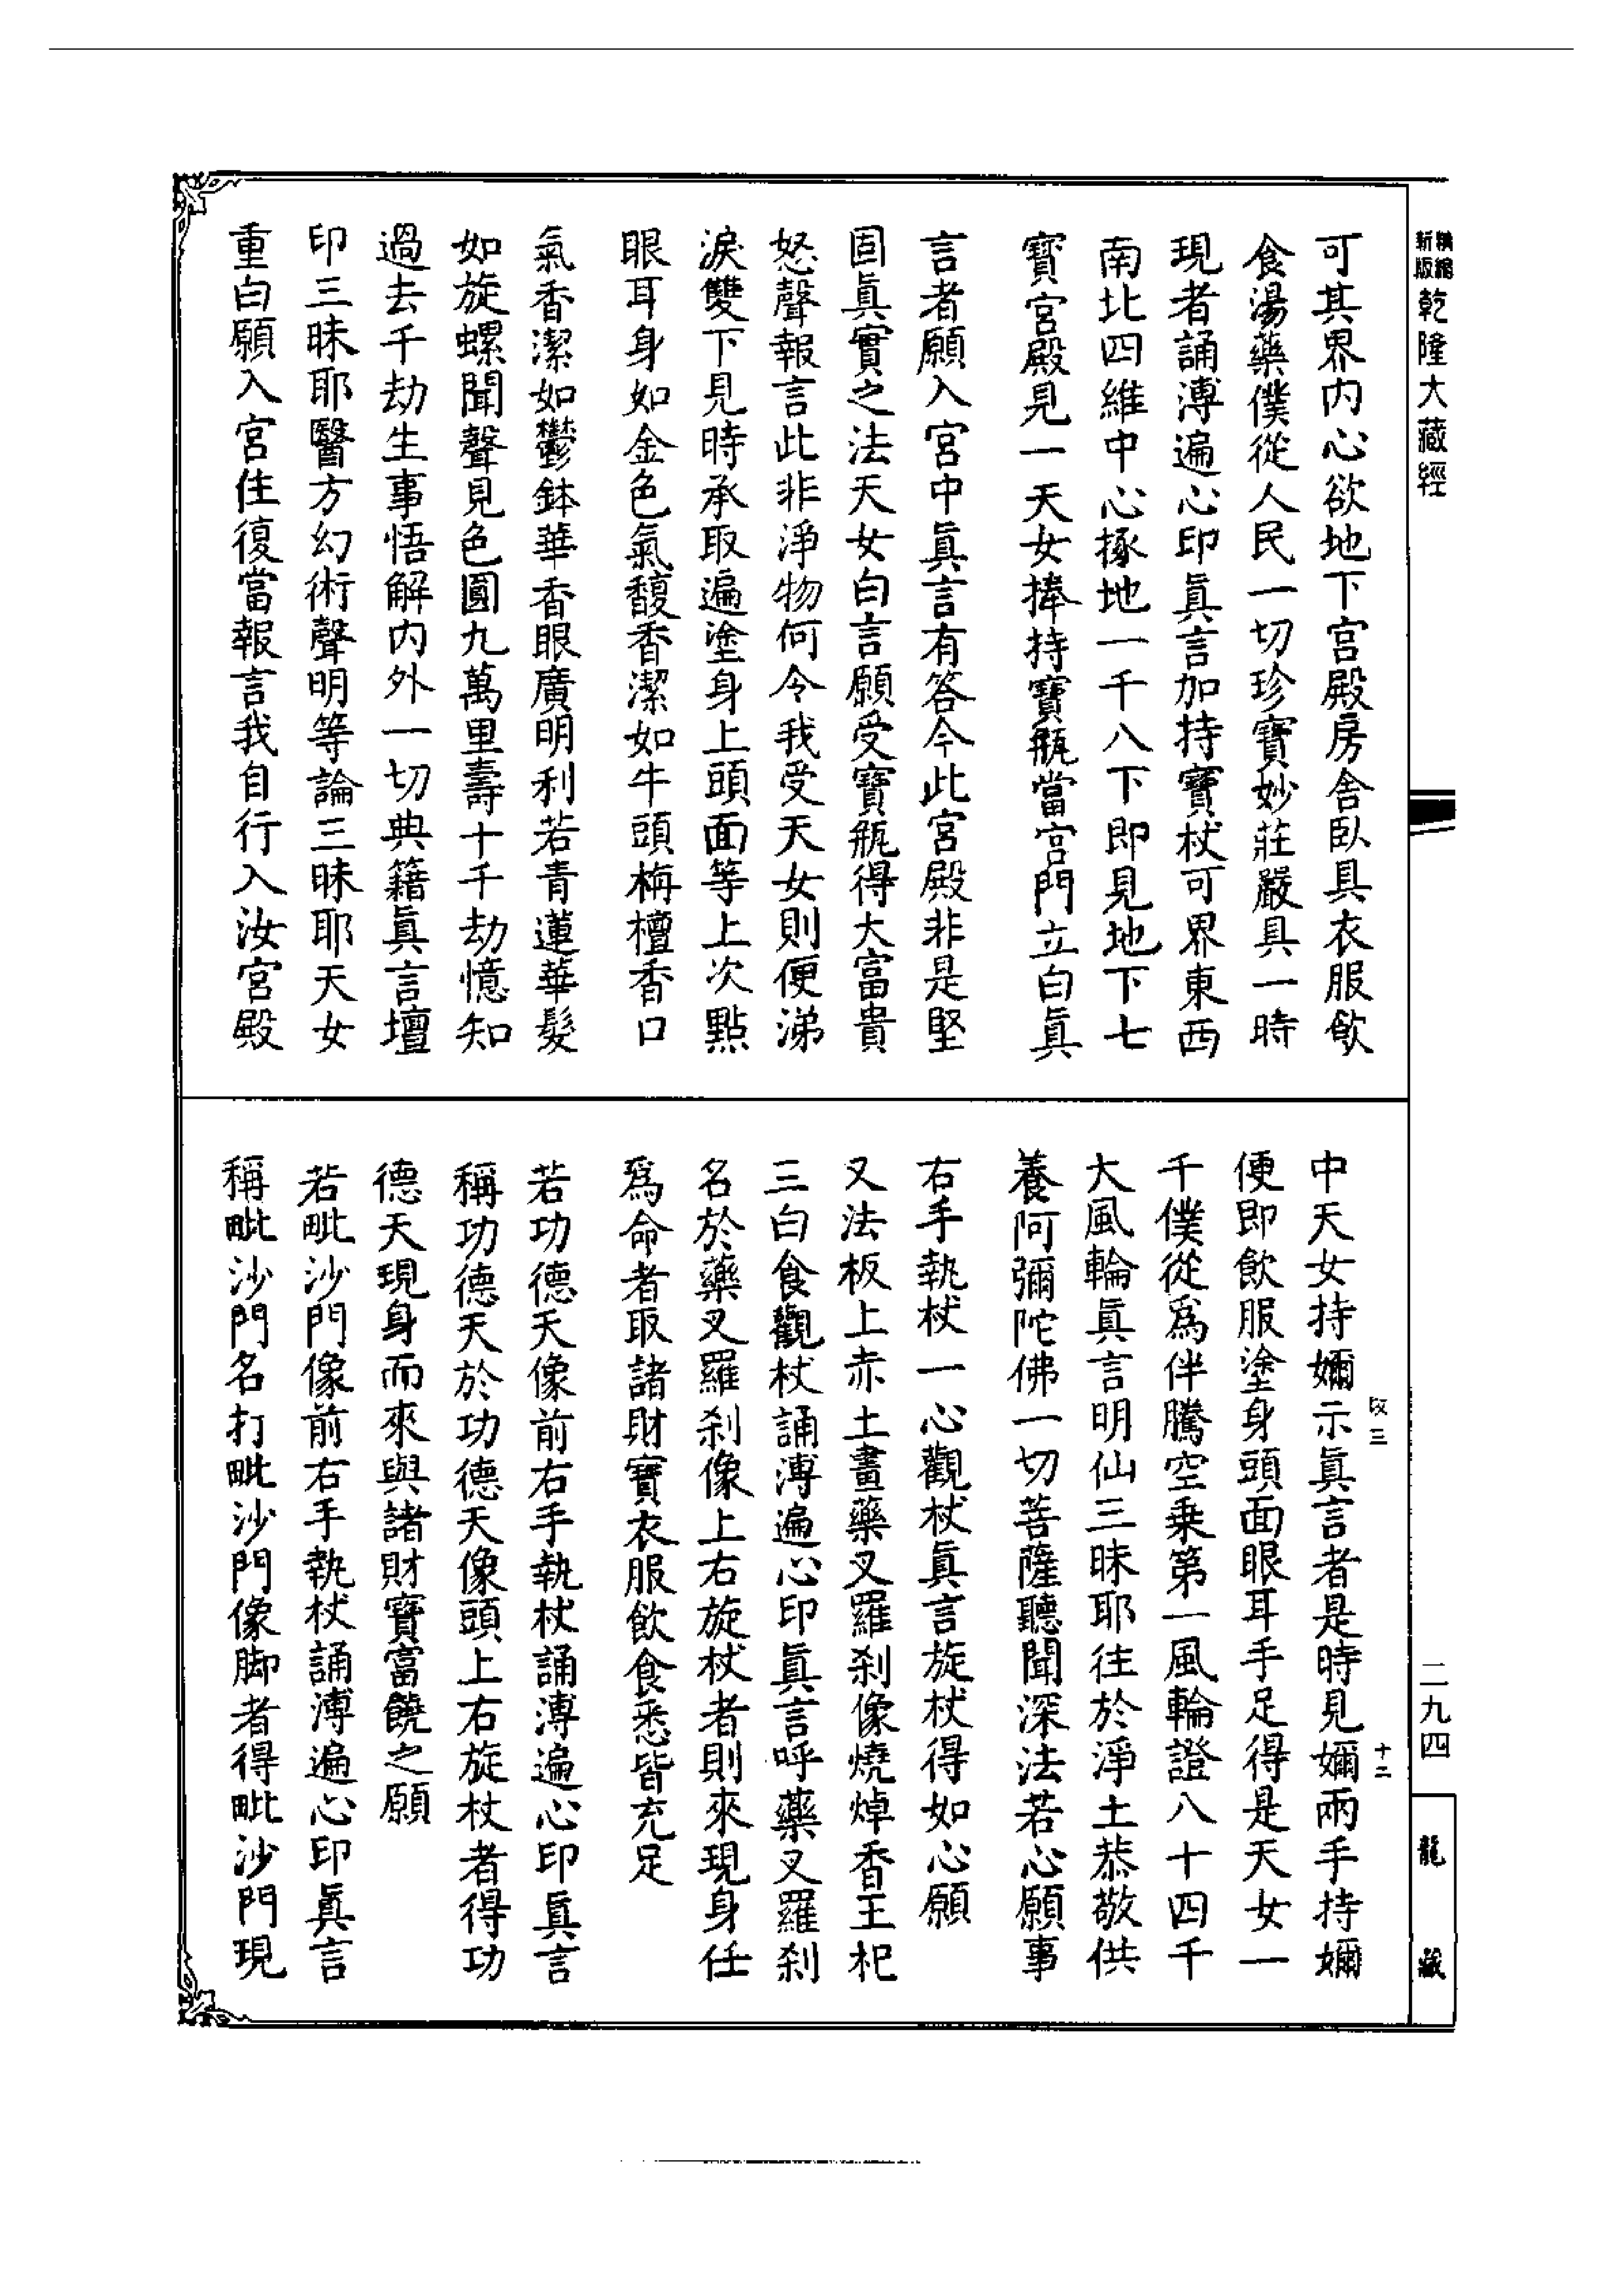 精縮新版乾隆大藏經
可其界内心欲地下宮殿房舍臥具衣服飲
食湯藥僕從人民一切珍寶妙莊嚴具一時
現者誦溥遍心印眞言加持寶杖可界東西
南北四維中心㧻地一千八下即見地下七
寶宮殿見一天女捧持寶瓶當宮門立白眞
言者願入宮中眞言有答今此宮殿非是堅
固眞實之法天女白言願受寶瓶得大富貴
怒聲報言此非淨物何令我受天女則便涕
淚雙下見時承取遍塗身上頭面等上次點
眼耳身如金色氣馥香潔如牛頭栴檀香口
氣香潔如鬱鉢華香眼廣明利若青蓮華髮
如旋螺聞聲見色圓九萬里壽十千劫憶知
過去千劫生事悟解内外一切典籍眞言壇
印三昧耶醫方幻術聲明等論三昧耶天女
重白願入宮住復當報言我自行入汝宮殿
中天女持嬭示眞言者是時見嬭兩手持嬭
便即飲服塗身頭面眼耳手足得是天女一
千僕從爲伴騰空乘第一風輪證八十四千
大風輪眞言明仙三昧耶往於淨土恭敬供
養阿彌陀佛一切菩薩聽聞深法若心願事
右手執杖一心觀杖眞言旋杖得如心願
又法板上赤土畫藥叉羅刹像燒焯香王杞
三白食觀杖誦溥遍心印眞言呼藥叉羅刹
名於藥叉羅刹像上右旋杖者則來現身任
爲命者取諸財寶衣服飲食悉皆充足
若功德天像前右手執杖誦溥遍心印眞言
稱功德天於功德天像頭上右旋杖者得功
德天現身而來與諸財寶富饒之願
若毗沙門像前右手執杖誦溥遍心印眞言
稱毗沙門名打毗沙門像脚者得毗沙門現
三
十二
二九四
龍藏